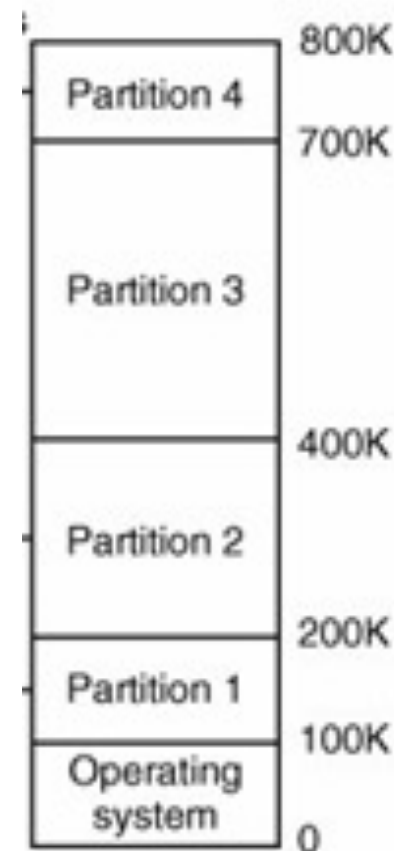 800K
Partition 4
700K
Partition 3
400K
Partition 2
200K
Partition 1
100K
Operating
system
0